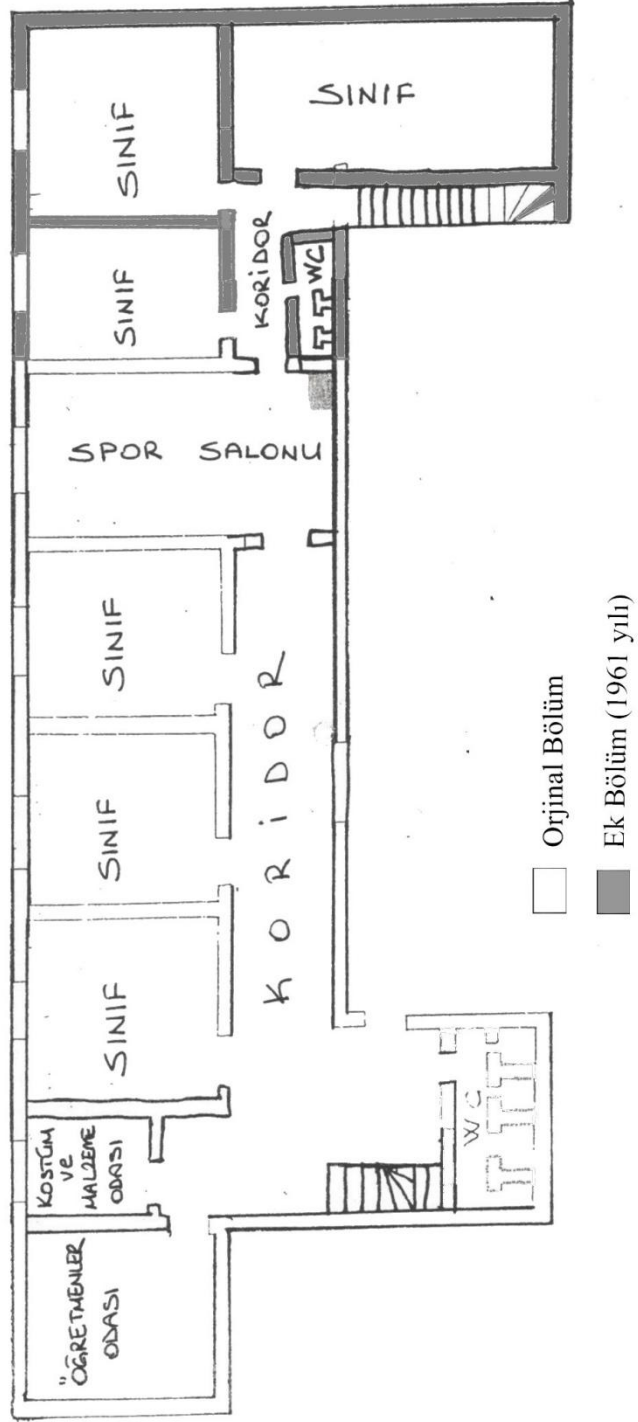 ÖĞRETMENLER
ODASI
KOSTÜM
ve
MALZEME
ODASI
SINIF
SINIF
SINIF
SPOR SALONU
SINIF
SINIF
SINIF
KORİDOR
KORİDOR
WC
WC
Orjinal Bölüm
Ek Bölüm (1961 yılı)